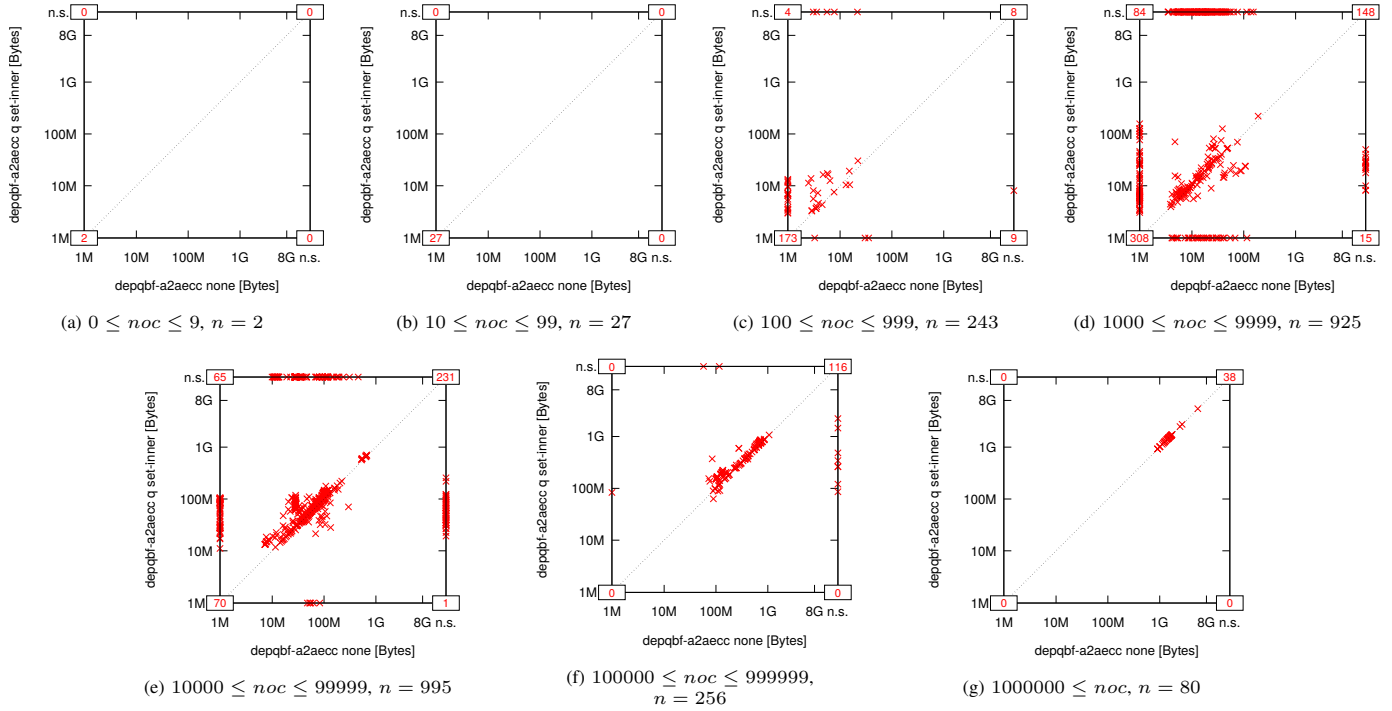 depqbf-a2aecc q set-inner [Bytes]
n.s.
8G
1G
100M
10M
1M
0
0
2
0
1M
10M
100M
1G
8G n.s.
depqbf-a2aecc none [Bytes]
(a) 0 ≤ noc ≤ 9, n = 2
depqbf-a2aecc q set-inner [Bytes]
n.s.
8G
1G
100M
10M
1M
0
0
27
0
1M
10M
100M
1G
8G n.s.
depqbf-a2aecc none [Bytes]
(b) 10 ≤ noc ≤ 99, n = 27
depqbf-a2aecc q set-inner [Bytes]
n.s.
8G
1G
100M
10M
1M
4
8
173
9
1M
10M
100M
1G
8G n.s.
depqbf-a2aecc none [Bytes]
(c) 100 ≤ noc ≤ 999, n = 243
depqbf-a2aecc q set-inner [Bytes]
n.s.
8G
1G
100M
10M
1M
84
148
308
15
1M
10M
100M
1G
8G n.s.
depqbf-a2aecc none [Bytes]
(d) 1000 ≤ noc ≤ 9999, n = 925
depqbf-a2aecc q set-inner [Bytes]
n.s.
8G
1G
100M
10M
1M
65
231
70
1
1M
10M
100M
1G
8G n.s.
depqbf-a2aecc none [Bytes]
(e) 10000 ≤ noc ≤ 99999, n = 995
depqbf-a2aecc q set-inner [Bytes]
n.s.
8G
1G
100M
10M
1M
0
116
0
0
1M
10M
100M
1G
8G n.s.
depqbf-a2aecc none [Bytes]
(f) 100000 ≤ noc ≤ 999999,
n = 256
depqbf-a2aecc q set-inner [Bytes]
n.s.
8G
1G
100M
10M
1M
0
38
0
0
1M
10M
100M
1G
8G n.s.
depqbf-a2aecc none [Bytes]
(g) 1000000 ≤ noc, n = 80